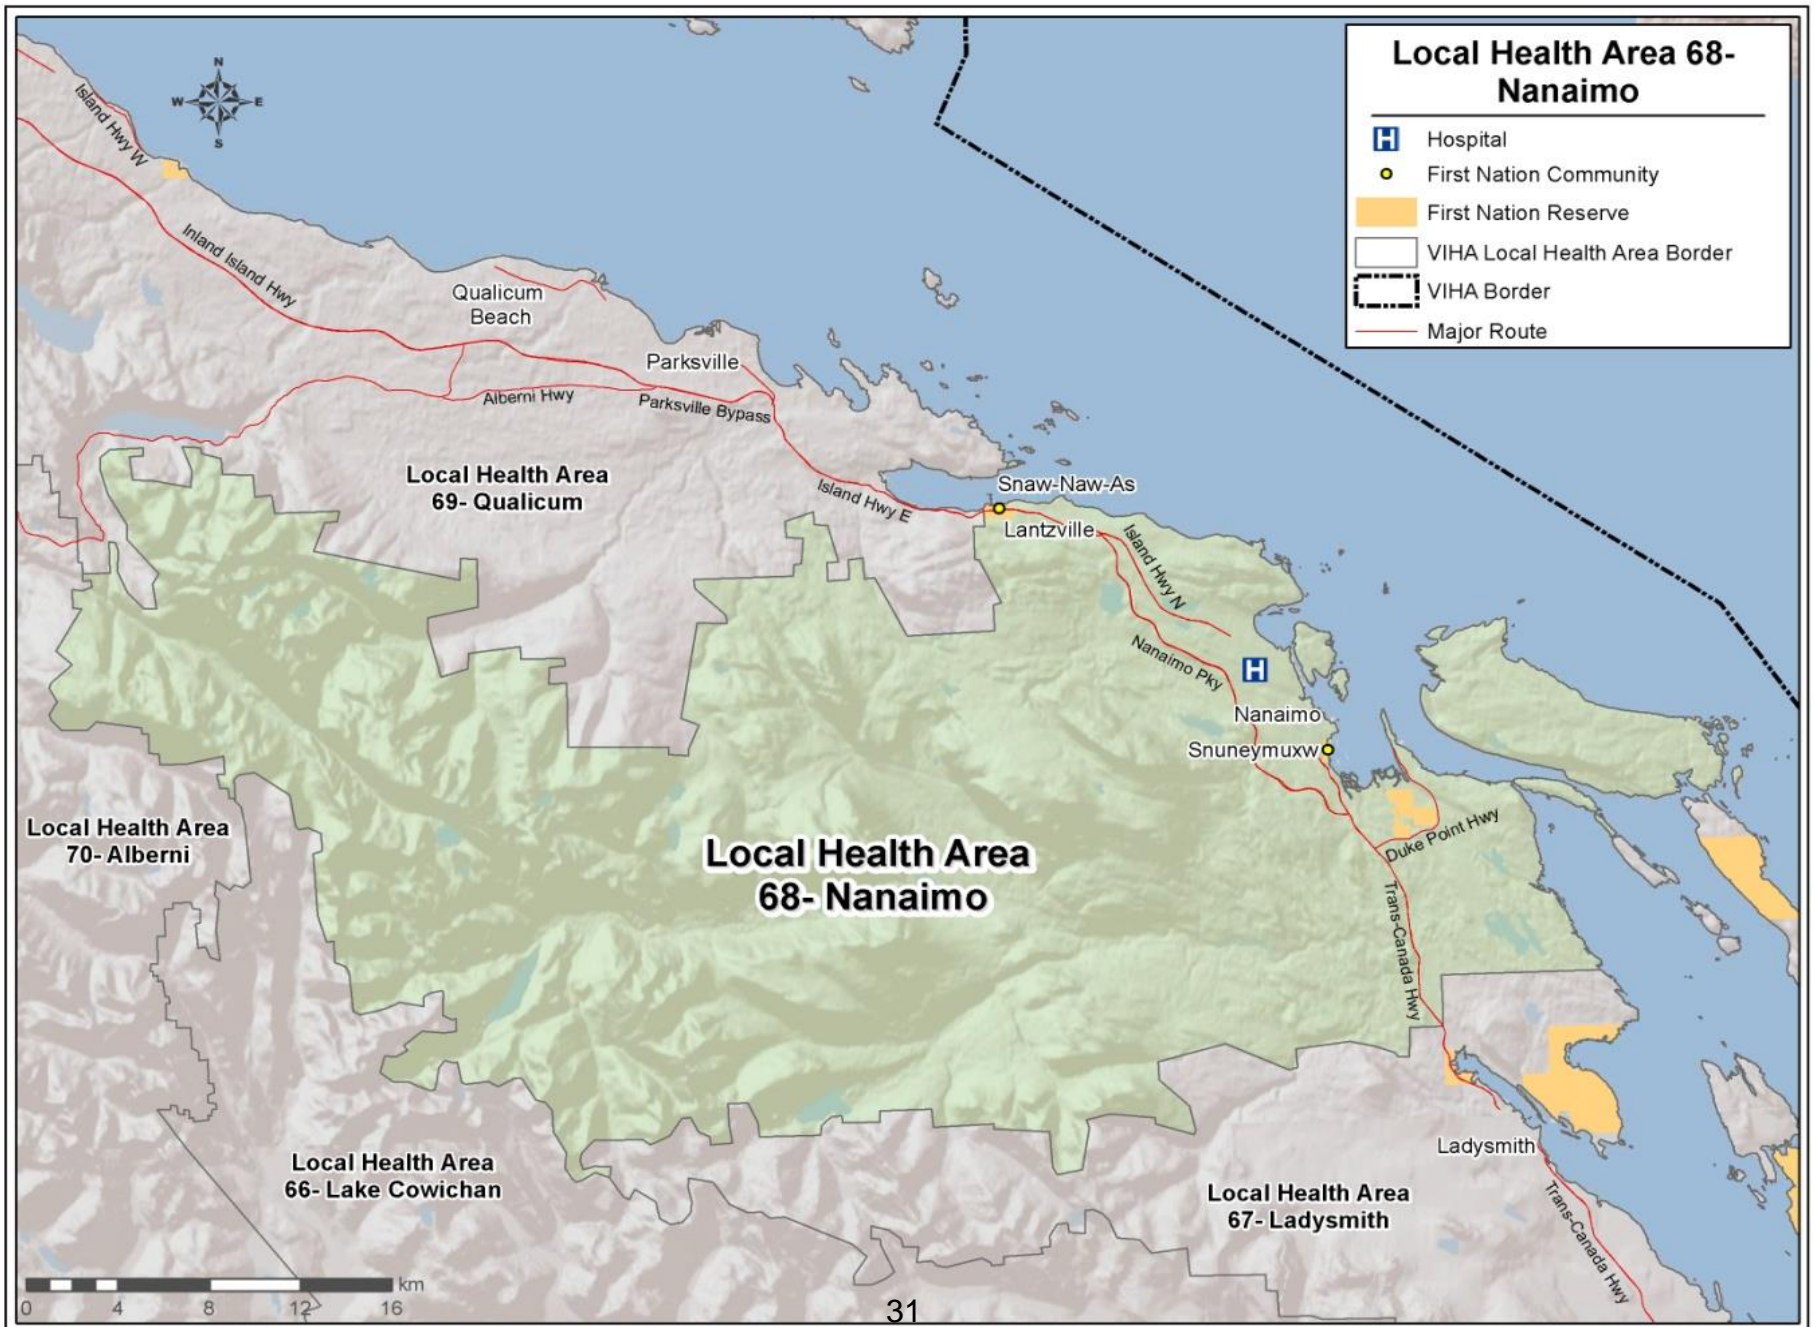 Local Health Area 68-
Nanaimo
Hospital
First Nation Community
First Nation Reserve
VIHA Local Health Area Border
VIHA Border
Major Route
N
W
E
S
Island Hwy W
Inland Island Hwy
Qualicum
Beach
Parksville
Alberni Hwy
Parksville Bypass
Local Health Area
69- Qualicum
Island Hwy E
Snaw-Naw-As
Lantzville
Island Hwy N
Nanaimo Pky
H
Nanaimo
Snuneymuxw
Duke Point Hwy
Local Health Area
70- Alberni
Local Health Area
68- Nanaimo
Trans-Canada Hwy
Ladysmith
Local Health Area
66- Lake Cowichan
Local Health Area
67- Ladysmith
Trans-Canada Hwy
km
0 4 8 12 16
31